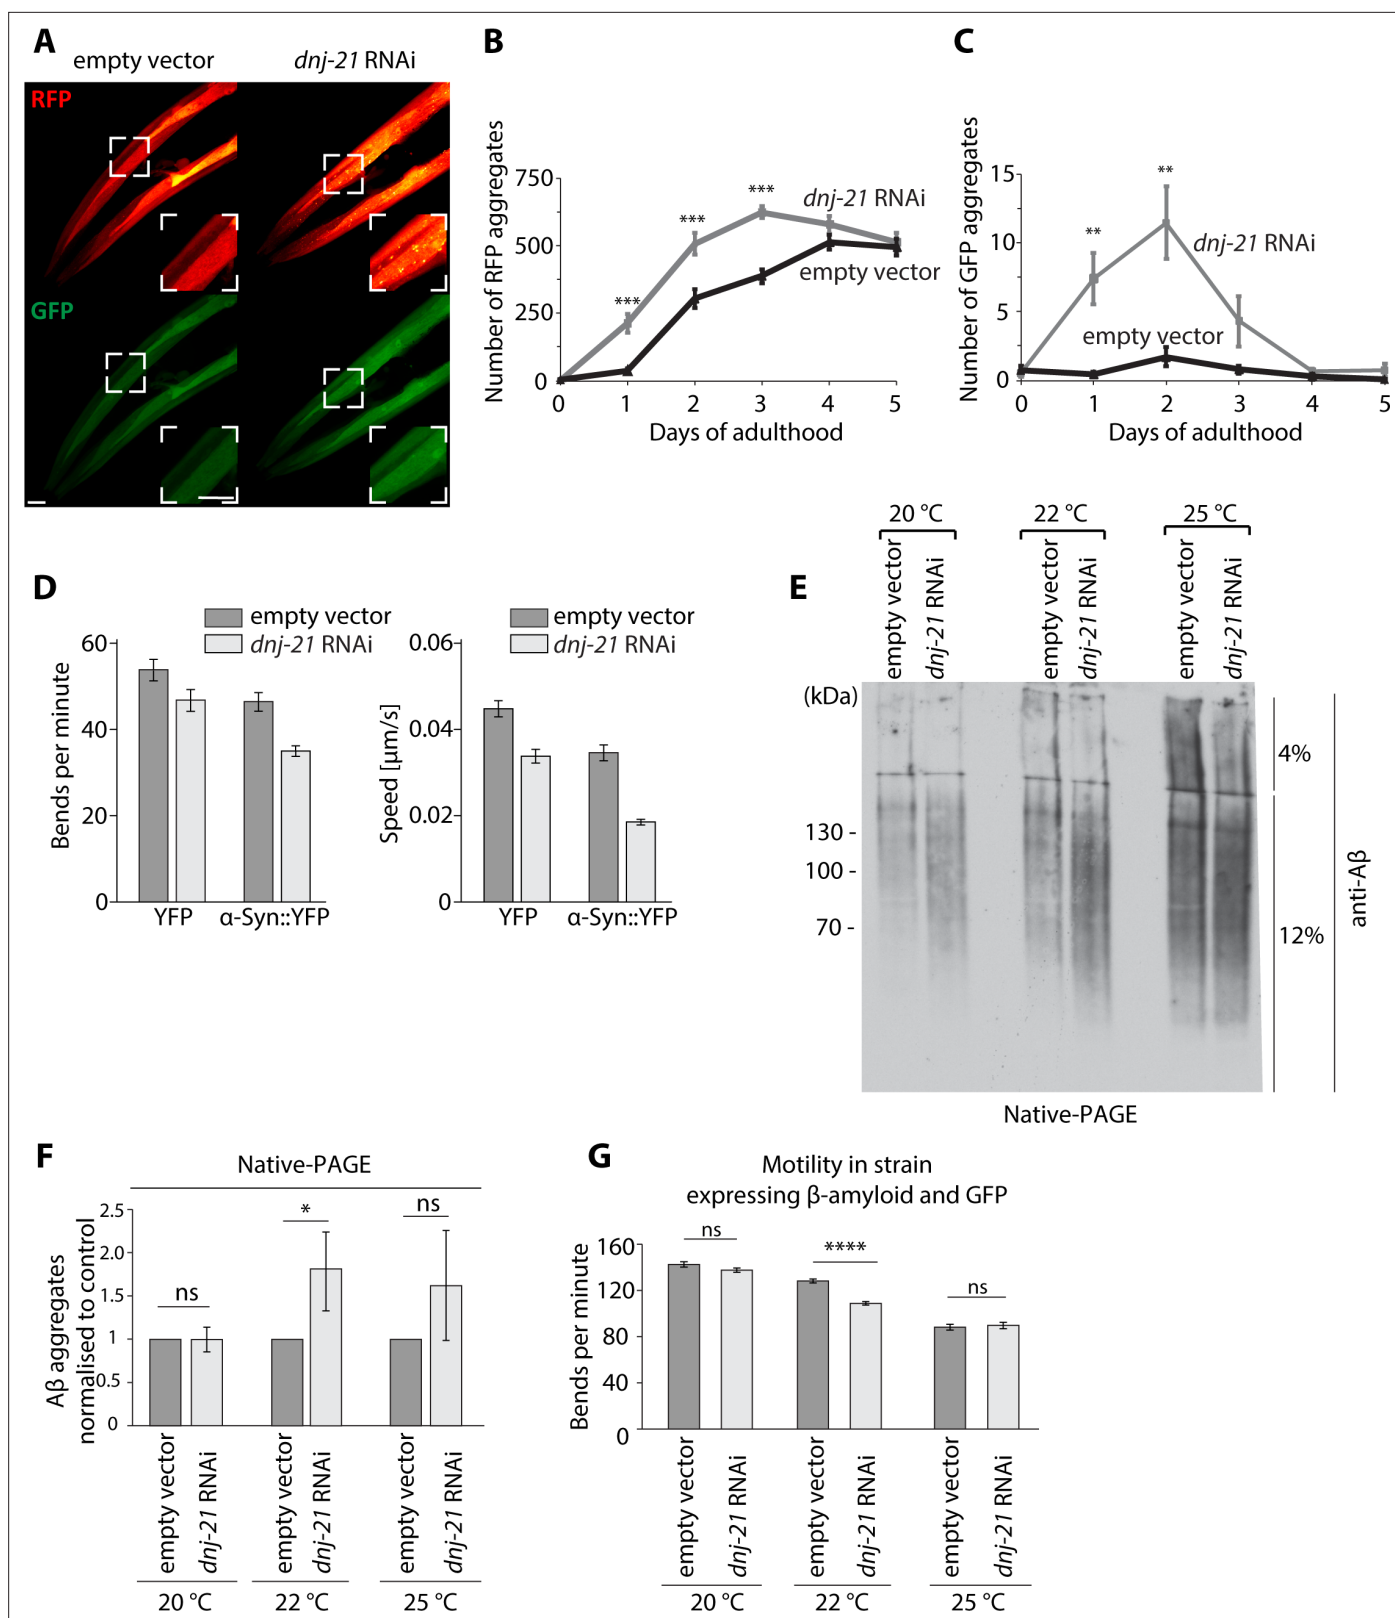 A
empty vector
dnj-21 RNAi
RFP
GFP
B
Number of RFP aggregates
750
500
250
0
***
***
***
dnj-21 RNAi
empty vector
0 1 2 3 4 5
Days of adulthood
C
Number of GFP aggregates
15
10
5
0
**
**
dnj-21 RNAi
empty vector
0 1 2 3 4 5
Days of adulthood
D
empty vector
dnj-21 RNAi
Bends per minute
60
40
20
0
YFP
α-Syn::YFP
empty vector
dnj-21 RNAi
Speed [µm/s]
0.06
0.04
0.02
0
YFP
α-Syn::YFP
E
20 °C
22 °C
25 °C
empty vector
dnj-21 RNAi
empty vector
dnj-21 RNAi
empty vector
dnj-21 RNAi
(kDa)
130 -
100 -
70 -
4%
12%
anti-Aβ
Native-PAGE
F
Native-PAGE
Aβ aggregates
normalised to control
2.5
2.0
1.5
1
0.5
0
ns
*
ns
empty vector
dnj-21 RNAi
empty vector
dnj-21 RNAi
empty vector
dnj-21 RNAi
20 °C
22 °C
25 °C
G
Motility in strain
expressing β-amyloid and GFP
Bends per minute
160
120
80
40
0
ns
****
ns
empty vector
dnj-21 RNAi
empty vector
dnj-21 RNAi
empty vector
dnj-21 RNAi
20 °C
22 °C
25 °C